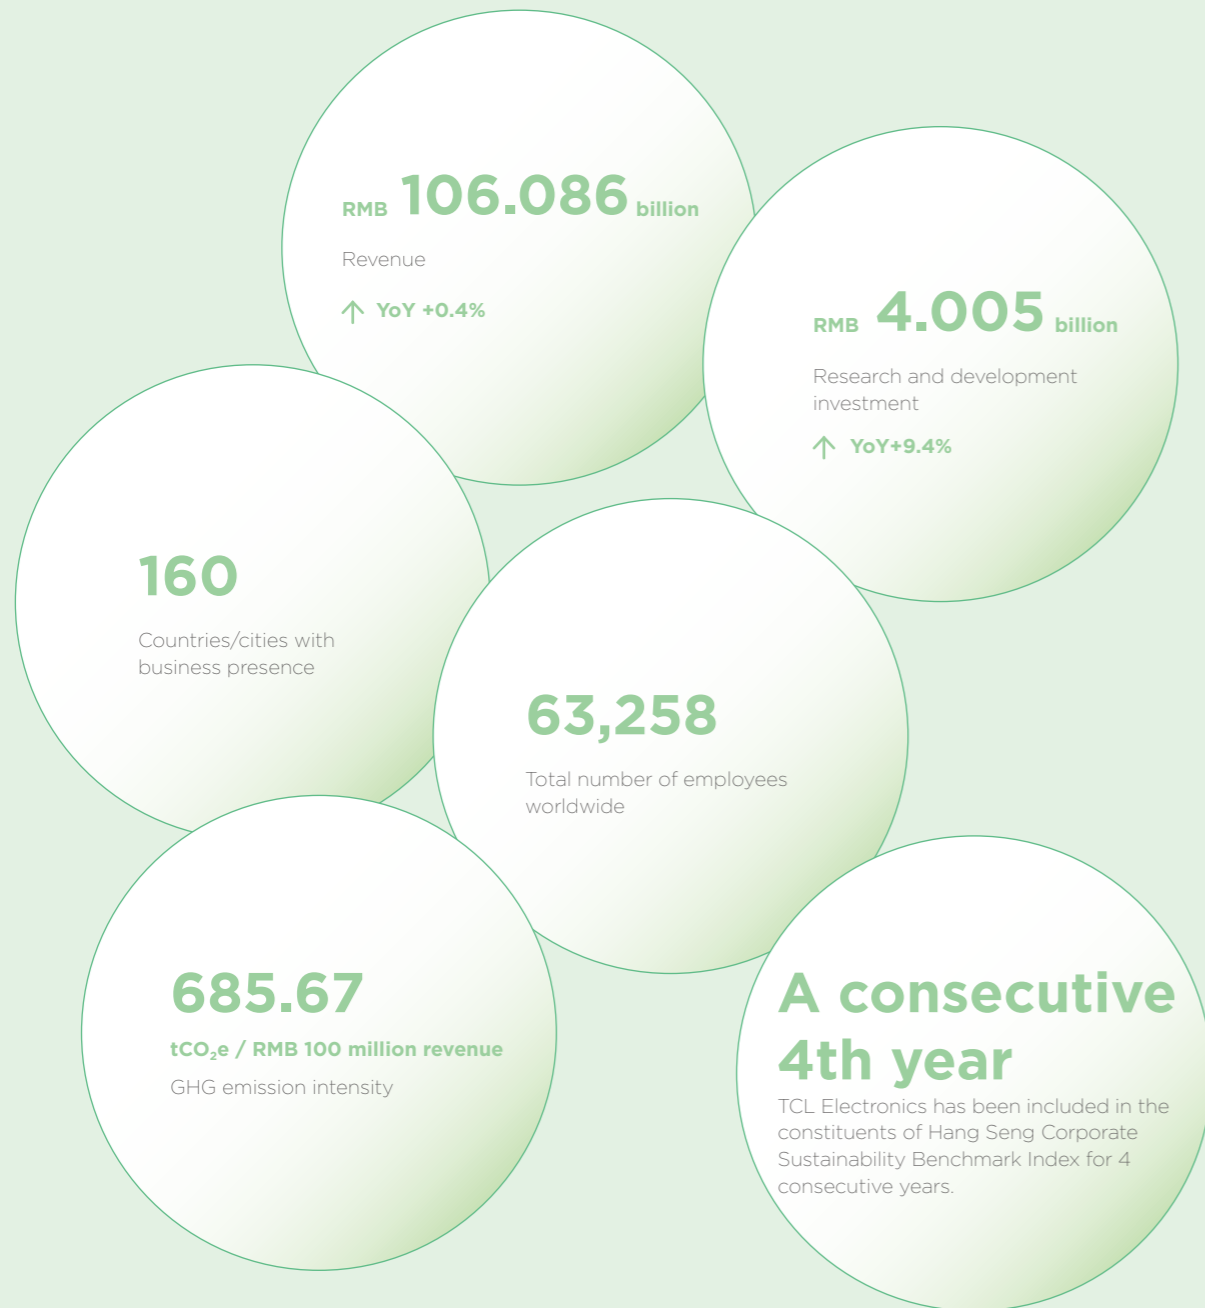 RMB 106.086 billion
Revenue
↑ YoY +0.4%
RMB 4.005 billion
Research and development
investment
↑ YoY+9.4%
160
Countries/cities with
business presence
63,258
Total number of employees
worldwide
685.67
tCO₂e / RMB 100 million revenue
GHG emission intensity
A consecutive
4th year
TCL Electronics has been included in the
constituents of Hang Seng Corporate
Sustainability Benchmark Index for 4
consecutive years.